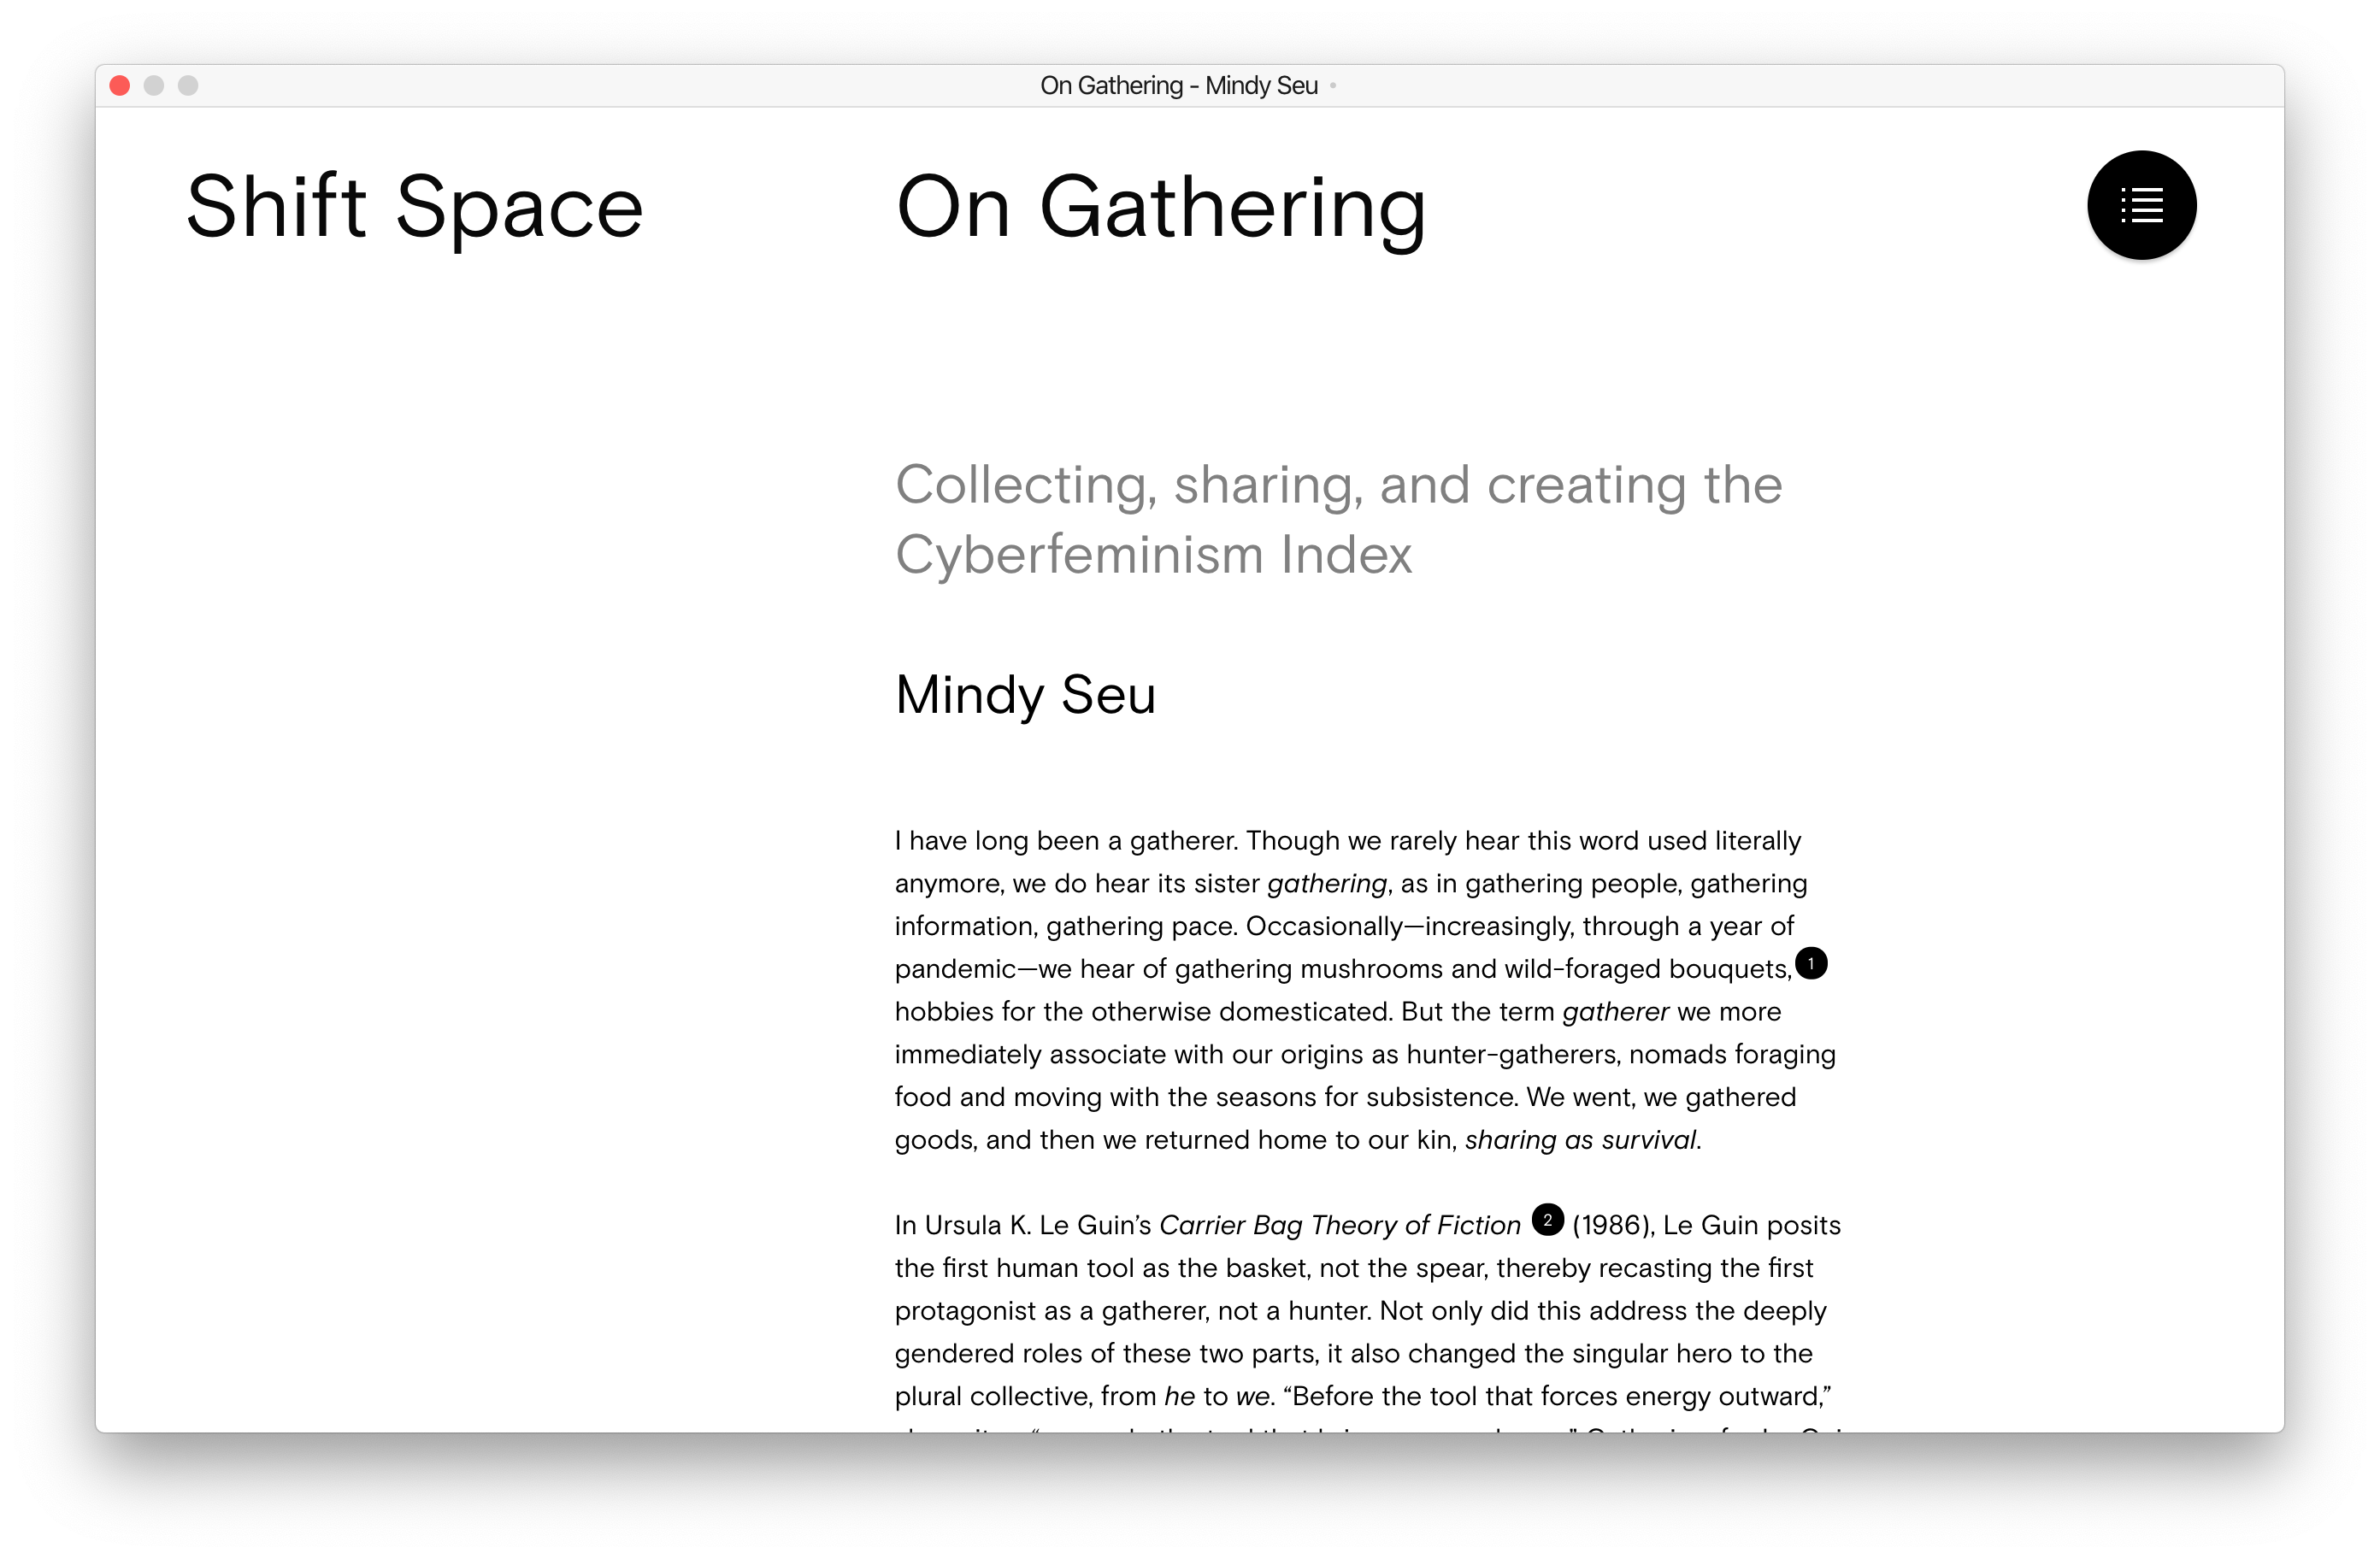 On Gathering - Mindy Seu
Shift Space
On Gathering
Collecting, sharing, and creating the
Cyberfeminism Index
Mindy Seu
I have long been a gatherer. Though we rarely hear this word used literally
anymore, we do hear its sister gathering, as in gathering people, gathering
information, gathering pace. Occasionally—increasingly, through a year of
pandemic—we hear of gathering mushrooms and wild-foraged bouquets, 1
hobbies for the otherwise domesticated. But the term gatherer we more
immediately associate with our origins as hunter-gatherers, nomads foraging
food and moving with the seasons for subsistence. We went, we gathered
goods, and then we returned home to our kin, sharing as survival.
In Ursula K. Le Guin’s Carrier Bag Theory of Fiction 2 (1986), Le Guin posits
the first human tool as the basket, not the spear, thereby recasting the first
protagonist as a gatherer, not a hunter. Not only did this address the deeply
gendered roles of these two parts, it also changed the singular hero to the
plural collective, from he to we. “Before the tool that forces energy outward,”